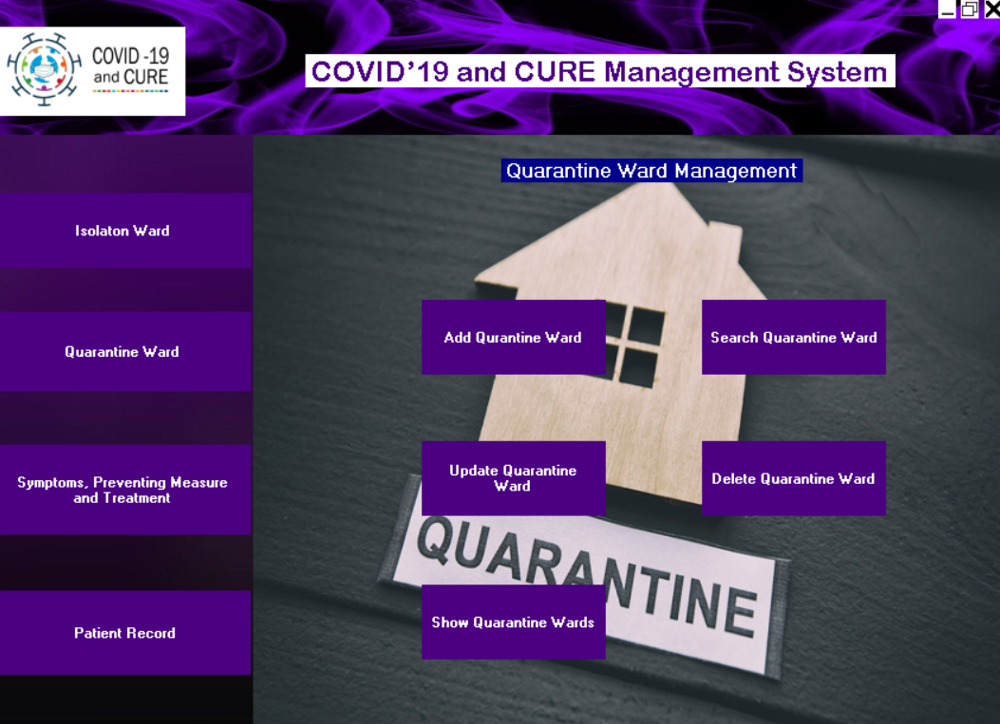 COVID -19
and CURE
COVID'19 and CURE Management System
Quarantine Ward Management
Isolaton Ward
Quarantine Ward
Symptoms, Preventing Measure
and Treatment
Patient Record
Add Qurantine Ward
Search Quarantine Ward
Update Quarantine
Ward
Delete Quarantine Ward
Show Quarantine Wards
QUARANTINE